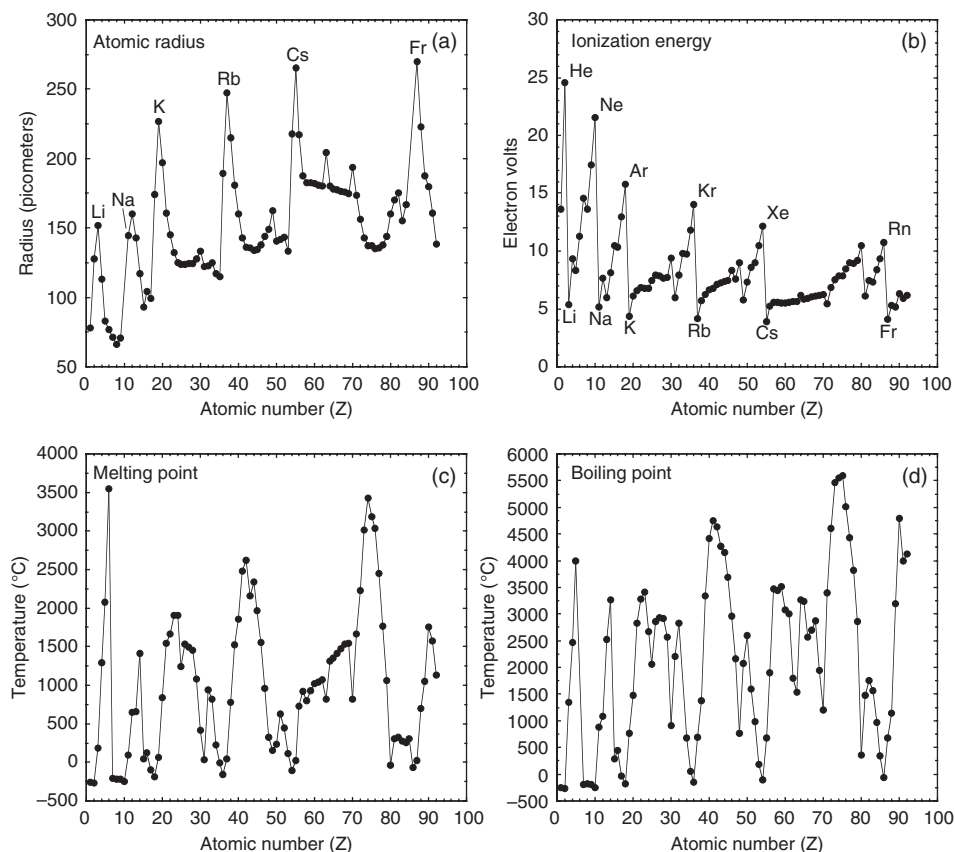 Atomic radius (a)
300
250
200
150
100
50
Radius (picometers)
Li
Na
K
Rb
Cs
Fr
0 10 20 30 40 50 60 70 80 90 100
Atomic number (Z)
Ionization energy (b)
30
25
20
15
10
5
0
Electron volts
He
Ne
Ar
Kr
Xe
Rn
Li
Na
K
Rb
Cs
Fr
0 10 20 30 40 50 60 70 80 90 100
Atomic number (Z)
Melting point (c)
4000
3500
3000
2500
2000
1500
1000
500
0
–500
Temperature (°C)
0 10 20 30 40 50 60 70 80 90 100
Atomic number (Z)
Boiling point (d)
6000
5500
5000
4500
4000
3500
3000
2500
2000
1500
1000
500
0
–500
Temperature (°C)
0 10 20 30 40 50 60 70 80 90 100
Atomic number (Z)